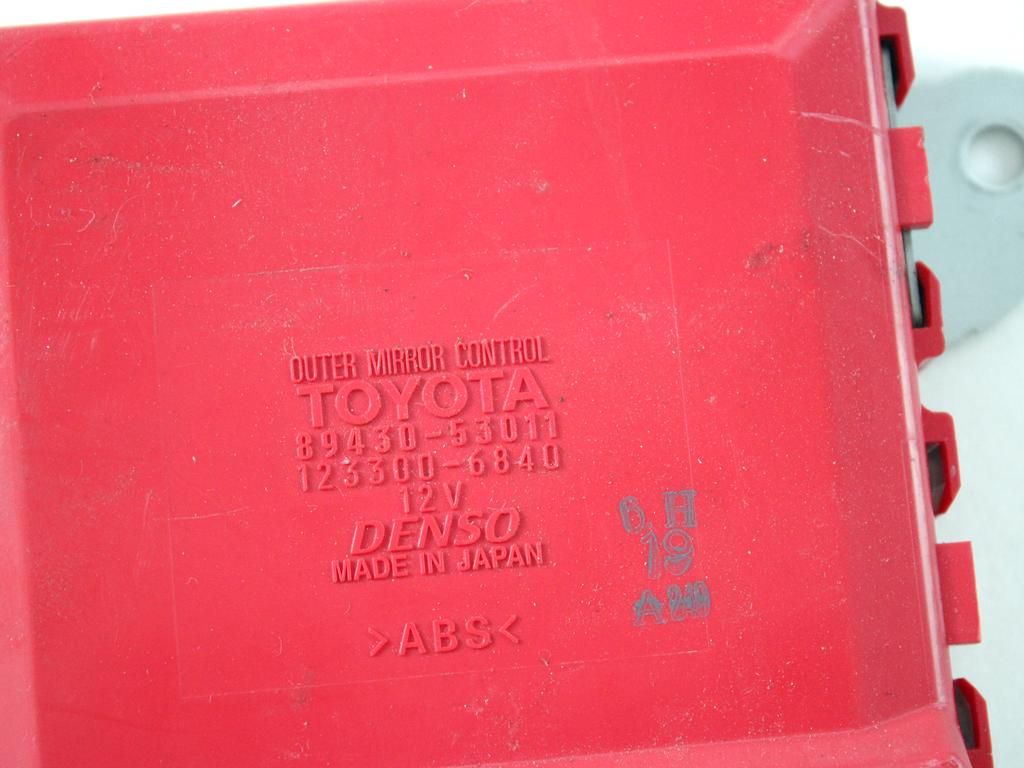 OUTER MIRROR CONTROL
TOYOTA
89430-53011
123300-6840
12V
DENSO
MADE IN JAPAN
>ABS<
6 H
19
A